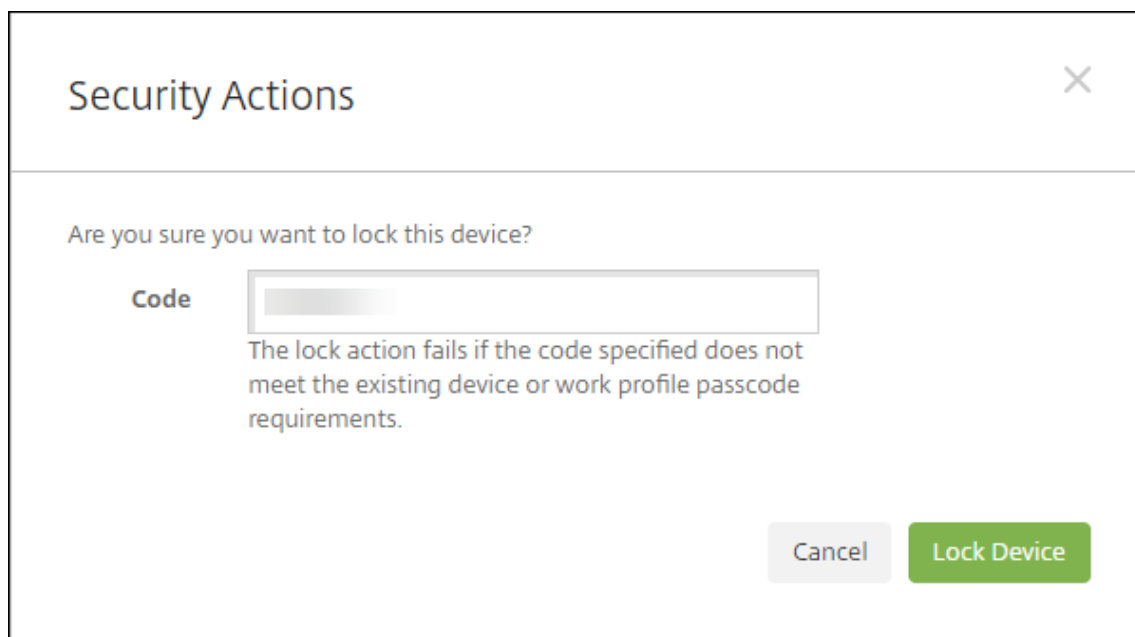 Security Actions
Are you sure you want to lock this device?
Code
The lock action fails if the code specified does not
meet the existing device or work profile passcode
requirements.
Cancel
Lock Device